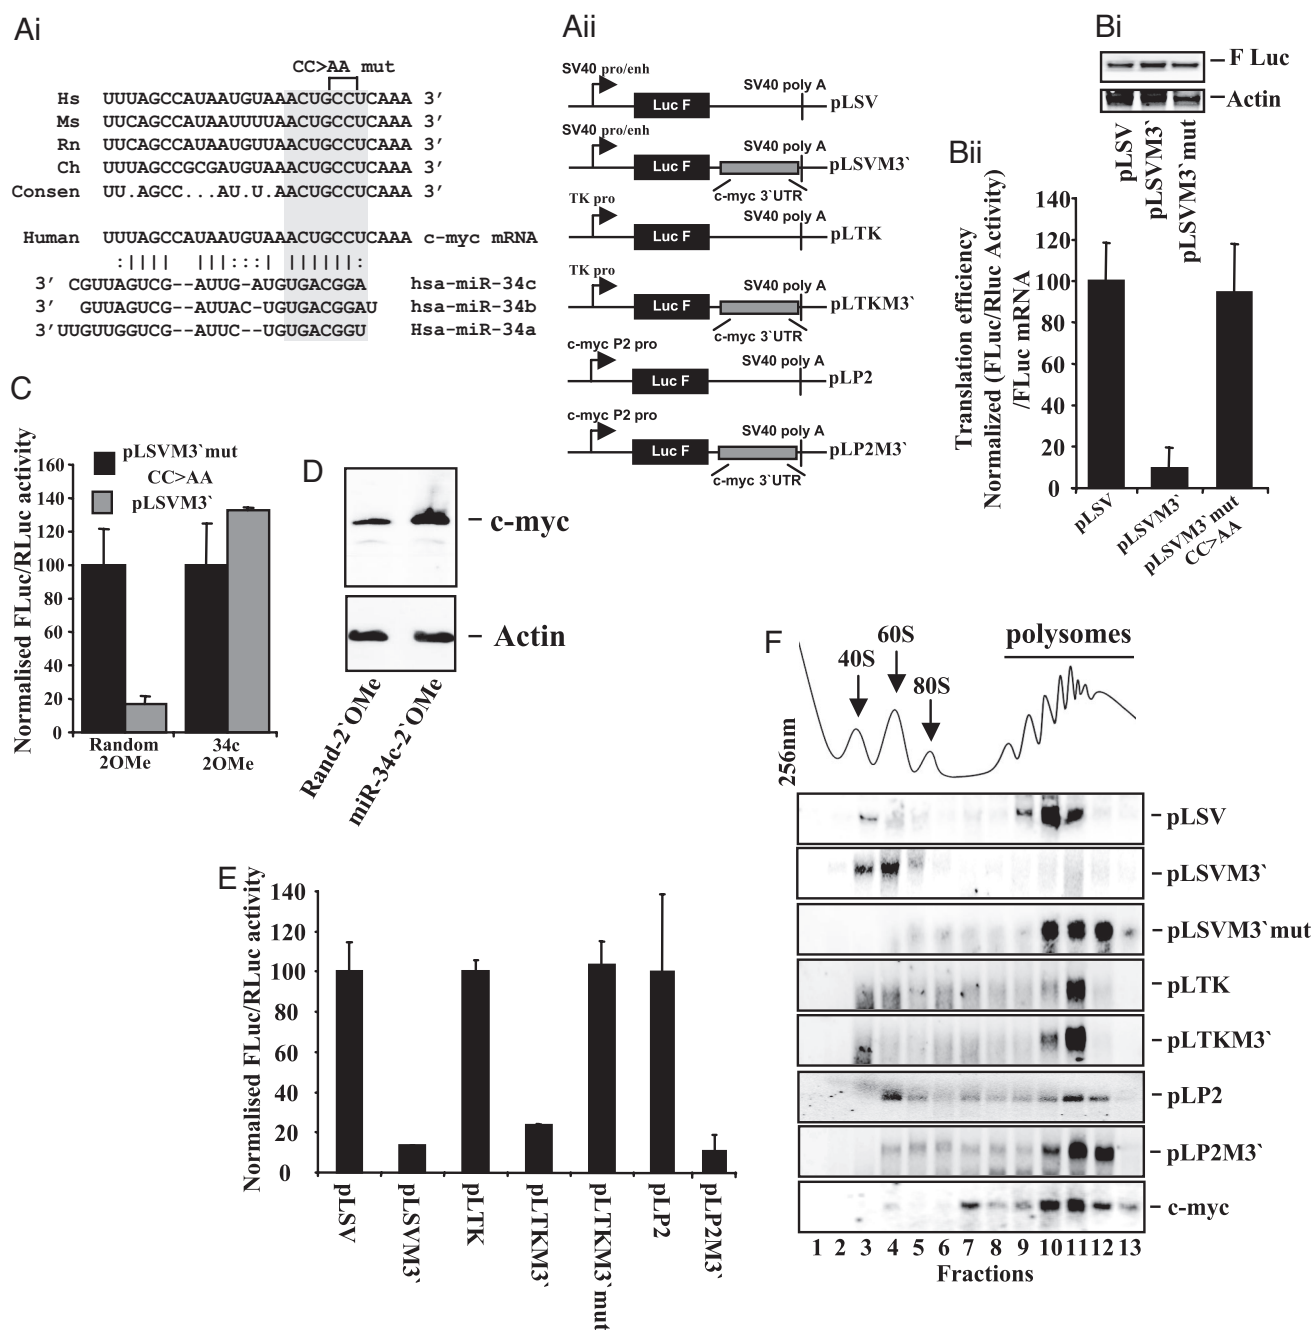 Ai
CC>AA mut
Hs UUUAGCCAUAAUGUAAACUGCCUCAAA 3′
Ms UUCAGCCAUAAUUUUAACUGCCUCAAA 3′
Rn UUCAGCCAUAAUGUUAACUGCCUCAAA 3′
Ch UUUAGCCGCGAUGUAAACUGCCUCAAA 3′
Consen UU.AGCC...AU.U.AACUGCCUCAAA 3′
Human UUUAGCCAUAAUGUAAACUGCCUCAAA c-myc mRNA
:|||| |||:::| ||||||:
3′ CGUUAGUCG--AUUG-AUGUGACGGA hsa-miR-34c
3′ GUUAGUCG--AUUAC-UGUGACGGAU hsa-miR-34b
3′UUGUUGGUCG--AUUC-UGUGACGGU Hsa-miR-34a
Aii
SV40 pro/enh
SV40 poly A
Luc F
pLSV
SV40 pro/enh
SV40 poly A
Luc F
pLSVM3`
c-myc 3`UTR
TK pro
SV40 poly A
Luc F
pLTK
TK pro
SV40 poly A
Luc F
pLTKM3`
c-myc 3`UTR
c-myc P2 pro
SV40 poly A
Luc F
pLP2
c-myc P2 pro
SV40 poly A
Luc F
pLP2M3`
c-myc 3`UTR
Bi
F Luc
Actin
pLSV
pLSVM3`
pLSVM3`mut
Bii
Translation efficiency
Normalized (FLuc/Rluc Activity)
/FLuc mRNA
140
120
100
80
60
40
20
0
pLSV
pLSVM3`
pLSVM3`mut
CC>AA
C
Normalised FLuc/RLuc activity
pLSVM3`mut
CC>AA
pLSVM3`
160
140
120
100
80
60
40
20
0
Random
2OMe
34c
2OMe
D
c-myc
Actin
Rand-2`OMe
miR-34c-2`OMe
E
Normalised FLuc/RLuc activity
140
120
100
80
60
40
20
0
pLSV
pLSVM3`
pLTK
pLTKM3`
pLTKM3`mut
pLP2
pLP2M3`
F
256nm
40S
60S
80S
polysomes
pLSV
pLSVM3`
pLSVM3`mut
pLTK
pLTKM3`
pLP2
pLP2M3`
c-myc
1 2 3 4 5 6 7 8 9 10 11 12 13
Fractions